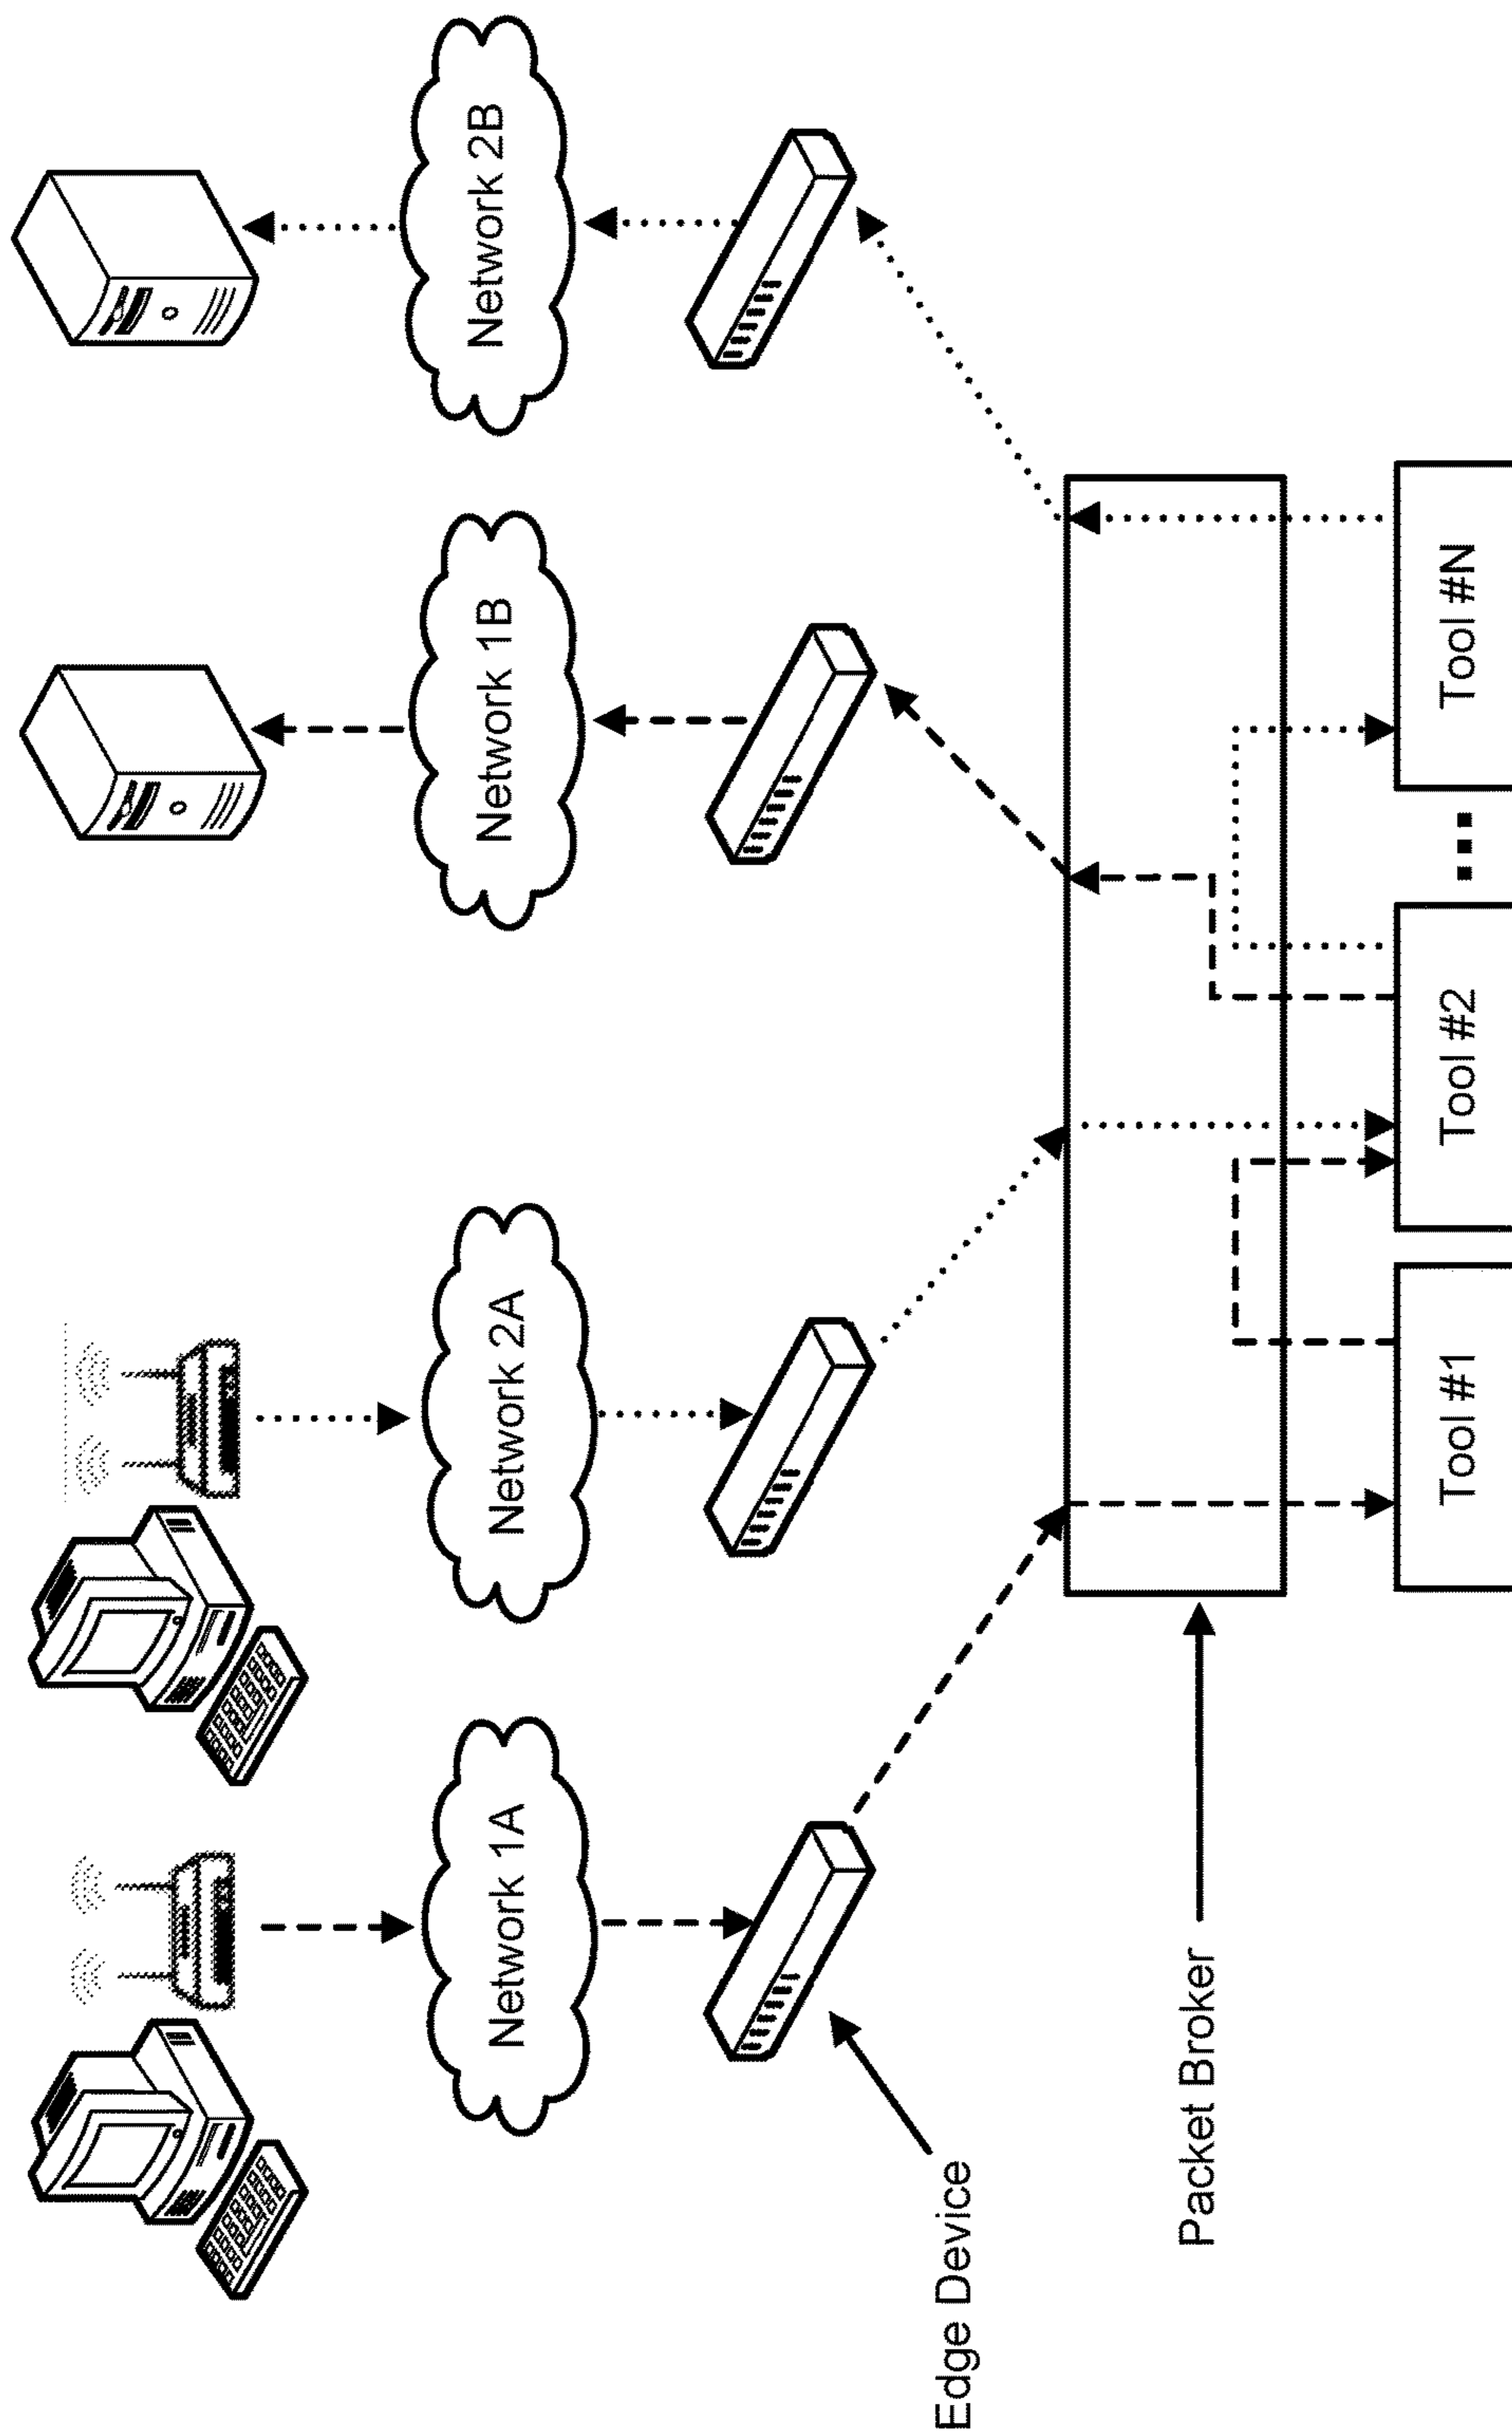 Network 1A
Network 2A
Network 1B
Network 2B
Edge Device
Packet Broker
Tool #1
Tool #2
Tool #N